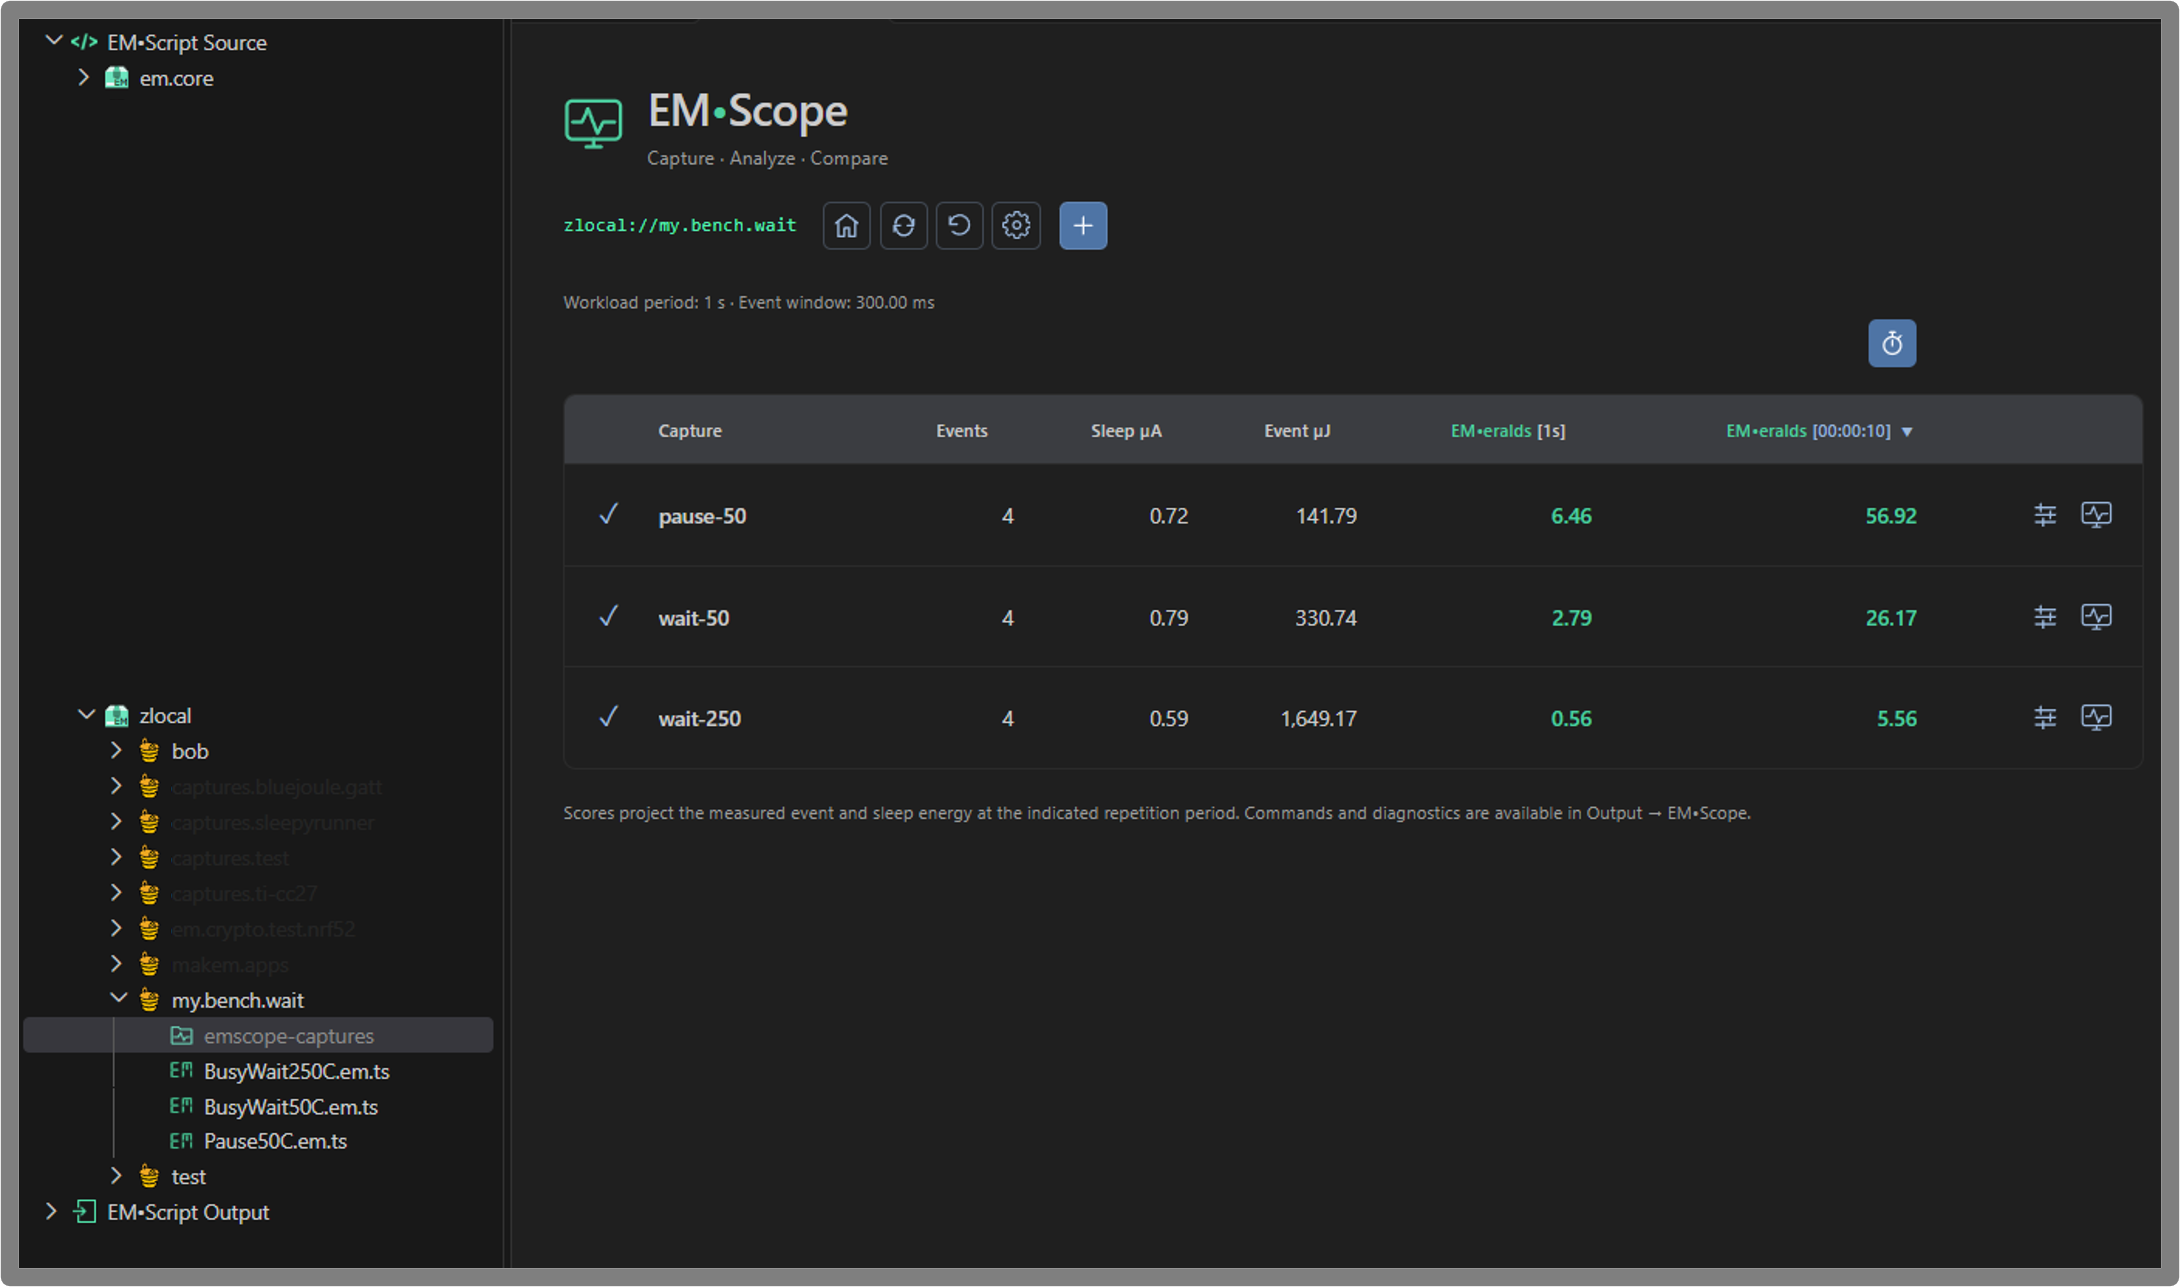 EM•Script Source
em.core
zlocal
bob
captures.bluejoule.gatt
captures.sleepyrunner
captures.test
captures.ti-cc27
em.crypto.test.nrf52
makem.apps
my.bench.wait
emscope-captures
EM BusyWait250C.em.ts
EM BusyWait50C.em.ts
EM Pause50C.em.ts
test
EM•Script Output
EM•Scope
Capture · Analyze · Compare
zlocal://my.bench.wait
Workload period: 1 s · Event window: 300.00 ms
Capture Events Sleep µA Event µJ EM•eralds [1s] EM•eralds [00:00:10] ▼
✓ pause-50 4 0.72 141.79 6.46 56.92
✓ wait-50 4 0.79 330.74 2.79 26.17
✓ wait-250 4 0.59 1,649.17 0.56 5.56
Scores project the measured event and sleep energy at the indicated repetition period. Commands and diagnostics are available in Output → EM•Scope.